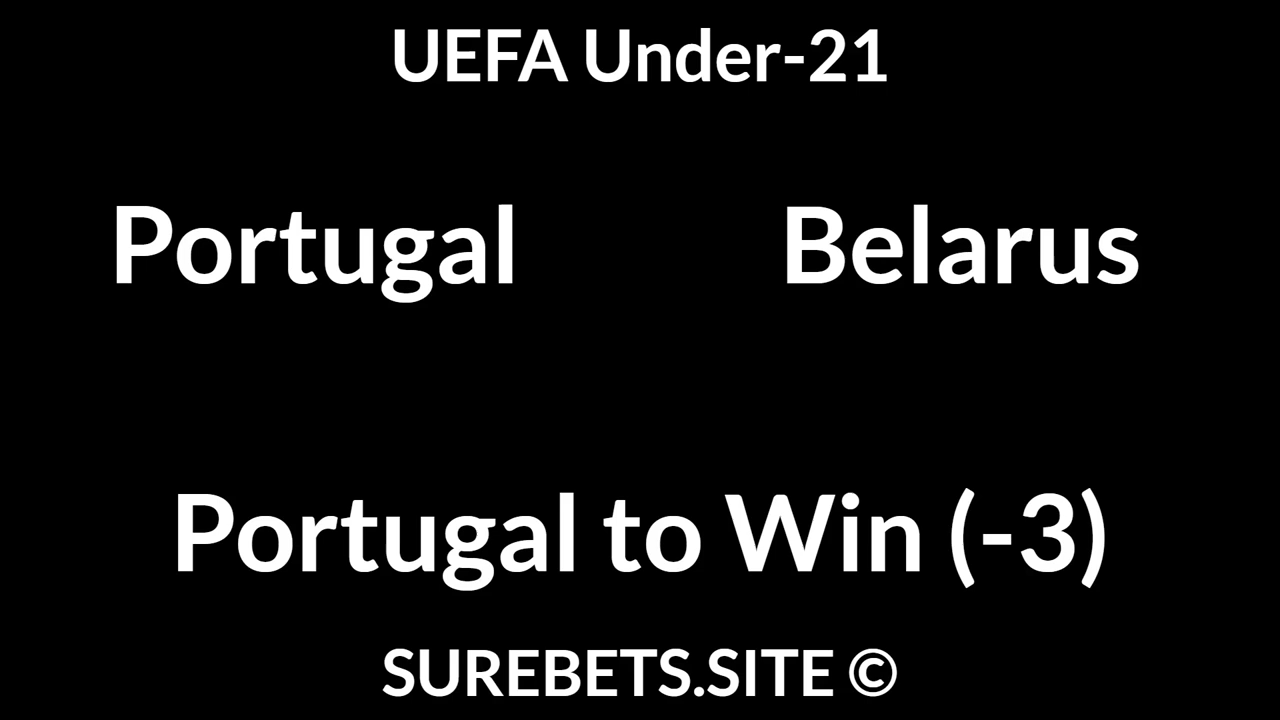 UEFA Under-21
Portugal Belarus
Portugal to Win (-3)
SUREBETS.SITE ©